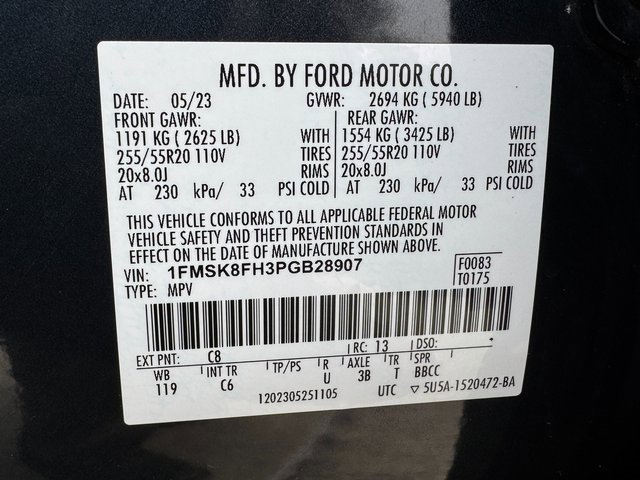 MFD. BY FORD MOTOR CO.
DATE: 05/23 GVWR: 2694 KG ( 5940 LB)
FRONT GAWR: REAR GAWR:
1191 KG ( 2625 LB) WITH 1554 KG ( 3425 LB) WITH
255/55R20 110V TIRES 255/55R20 110V TIRES
20x8.0J RIMS 20x8.0J RIMS
AT 230 kPa/ 33 PSI COLD AT 230 kPa/ 33 PSI COLD
THIS VEHICLE CONFORMS TO ALL APPLICABLE FEDERAL MOTOR
VEHICLE SAFETY AND THEFT PREVENTION STANDARDS IN
EFFECT ON THE DATE OF MANUFACTURE SHOWN ABOVE.
VIN: 1FMSK8FH3PGB28907 F0083
TYPE: MPV T0175
EXT PNT: C8 RC: 13 DSO: *
WB INT TR TP/PS R AXLE TR SPR
119 C6 U 3B T BBCC
1202305251105 UTC ▽ 5U5A-1520472-BA